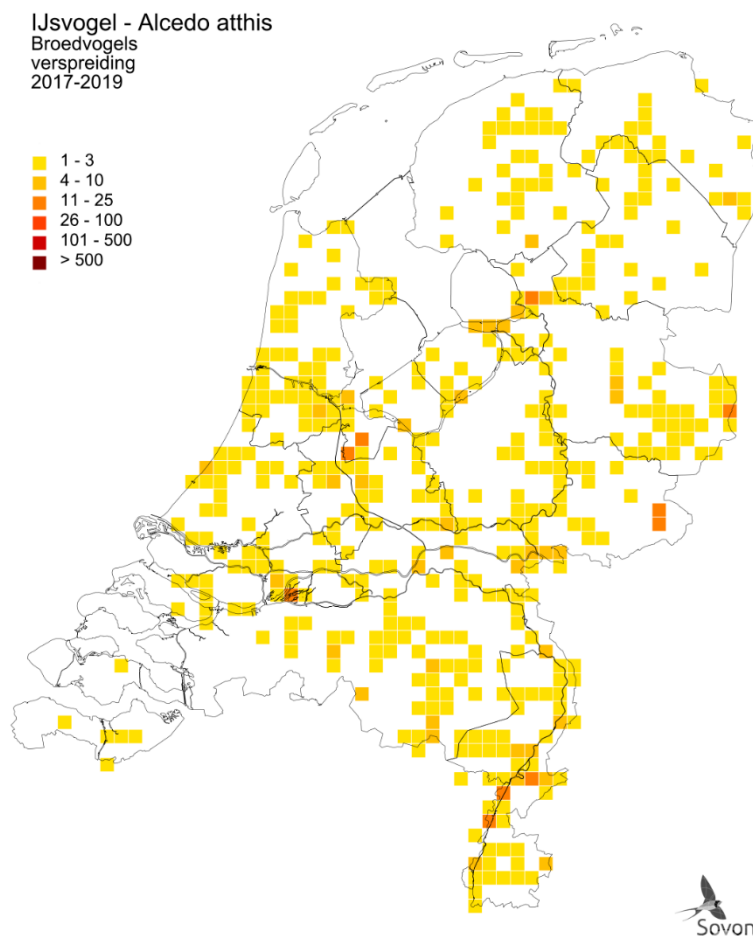 IJsvogel - Alcedo atthis
Broedvogels
verspreiding
2017-2019
1 - 3
4 - 10
11 - 25
26 - 100
101 - 500
> 500
Sovon